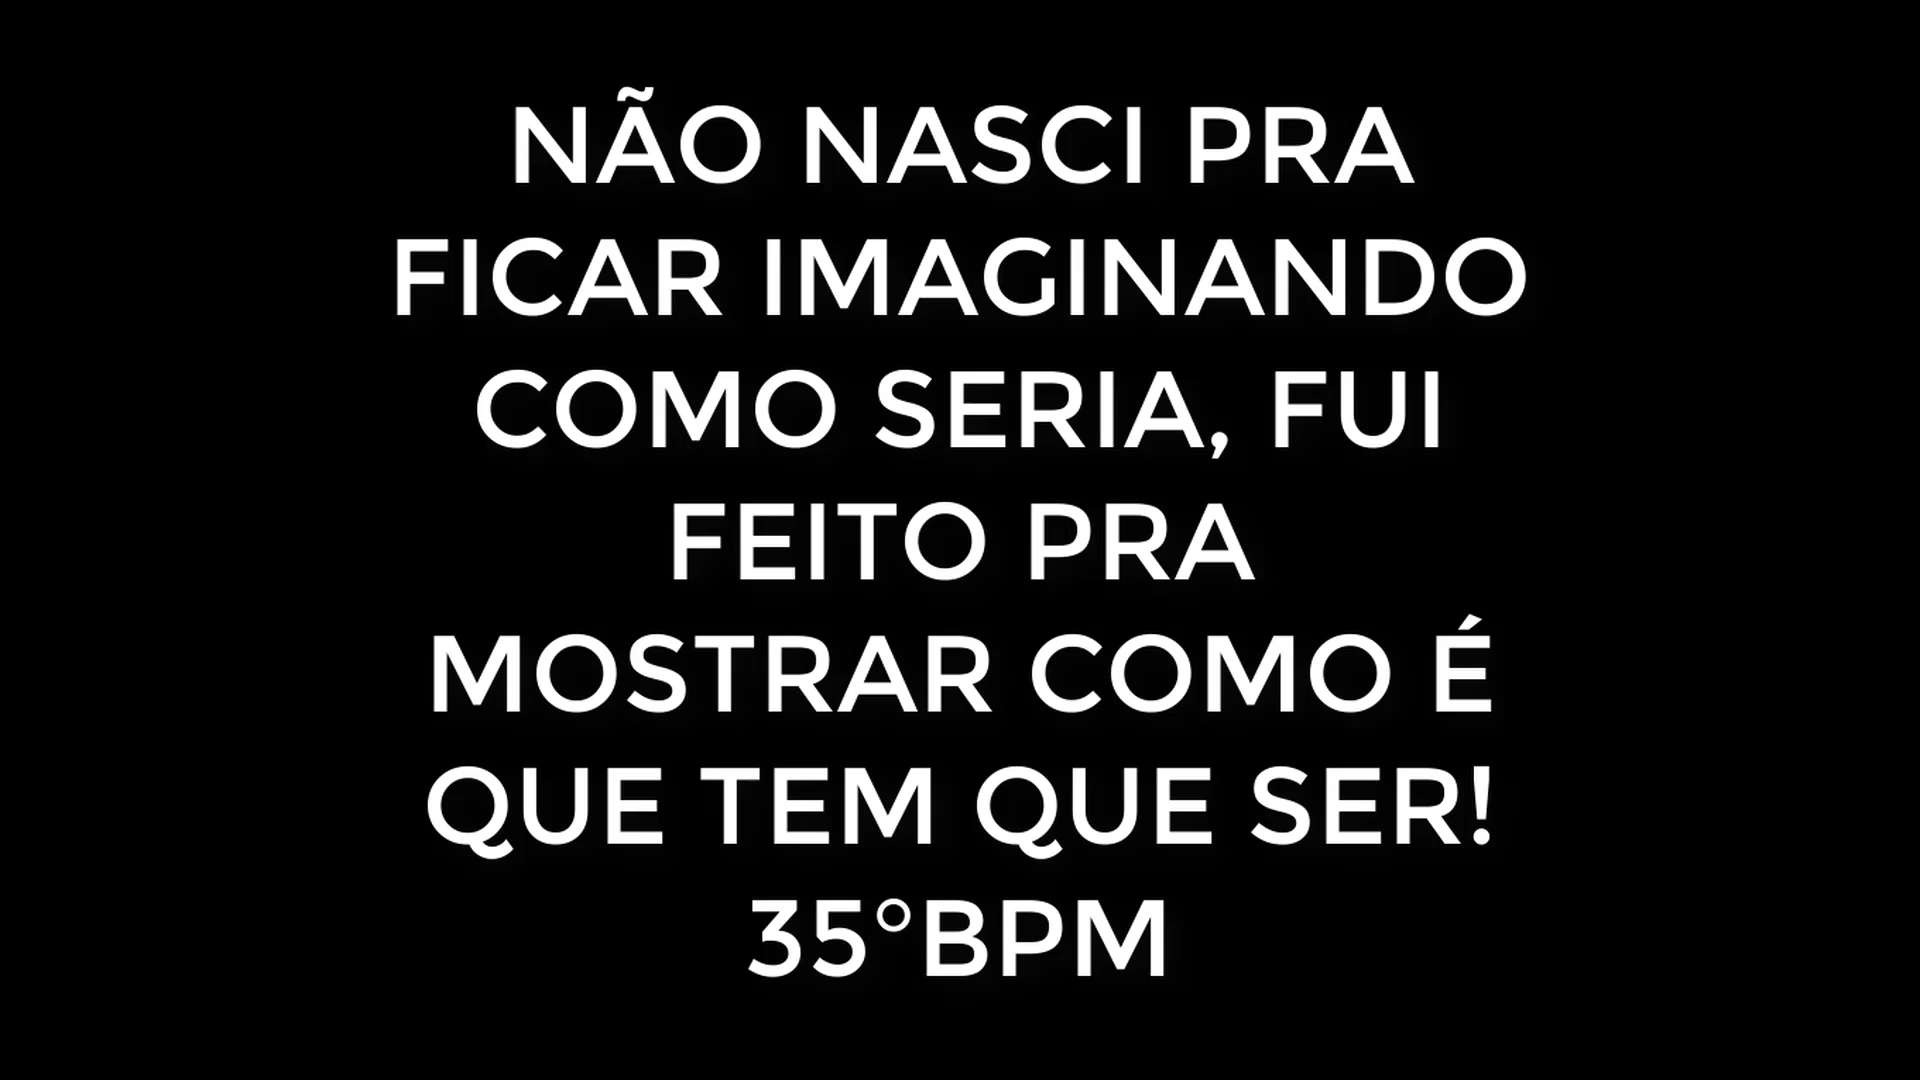 NÃO NASCI PRA
FICAR IMAGINANDO
COMO SERIA, FUI
FEITO PRA
MOSTRAR COMO É
QUE TEM QUE SER!
35°BPM